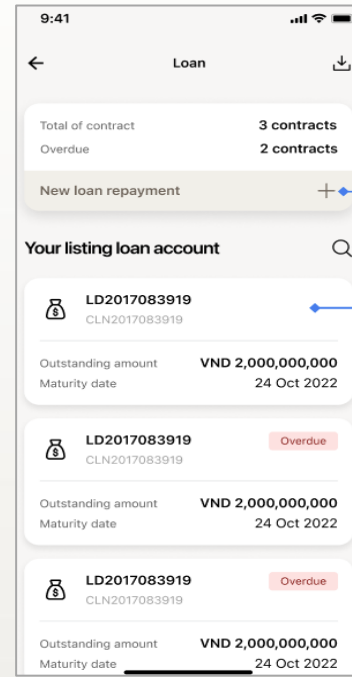 9:41
Loan
Total of contract 3 contracts
Overdue 2 contracts
New loan repayment
Your listing loan account
LD2017083919
CLN2017083919
Outstanding amount VND 2,000,000,000
Maturity date 24 Oct 2022
LD2017083919 Overdue
CLN2017083919
Outstanding amount VND 2,000,000,000
Maturity date 24 Oct 2022
LD2017083919 Overdue
CLN2017083919
Outstanding amount VND 2,000,000,000
Maturity date 24 Oct 2022